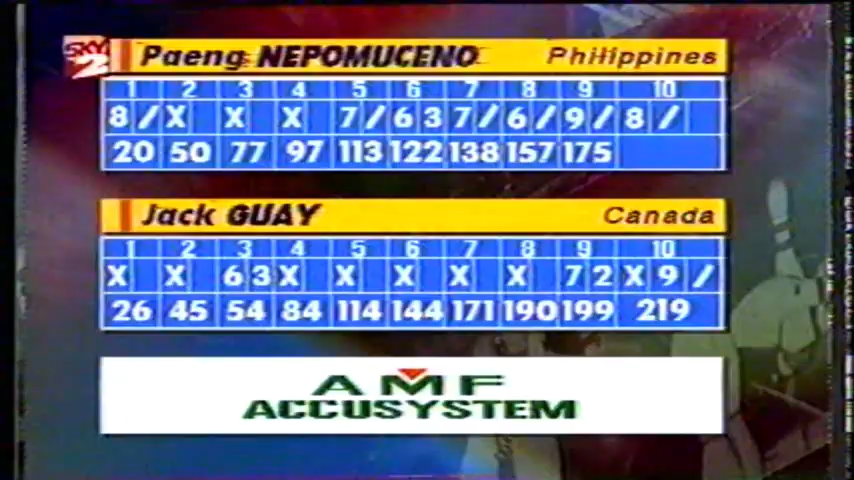 SKY 2
Paeng NEPOMUCENO Philippines
1 2 3 4 5 6 7 8 9 10
8 / X X X 7 / 6 3 7 / 6 / 9 / 8 /
20 50 77 97 113 122 138 157 175
Jack GUAY Canada
1 2 3 4 5 6 7 8 9 10
X X 6 3 X X X X X 7 2 X 9 /
26 45 54 84 114 144 171 190 199 219
AMF
ACCUSYSTEM